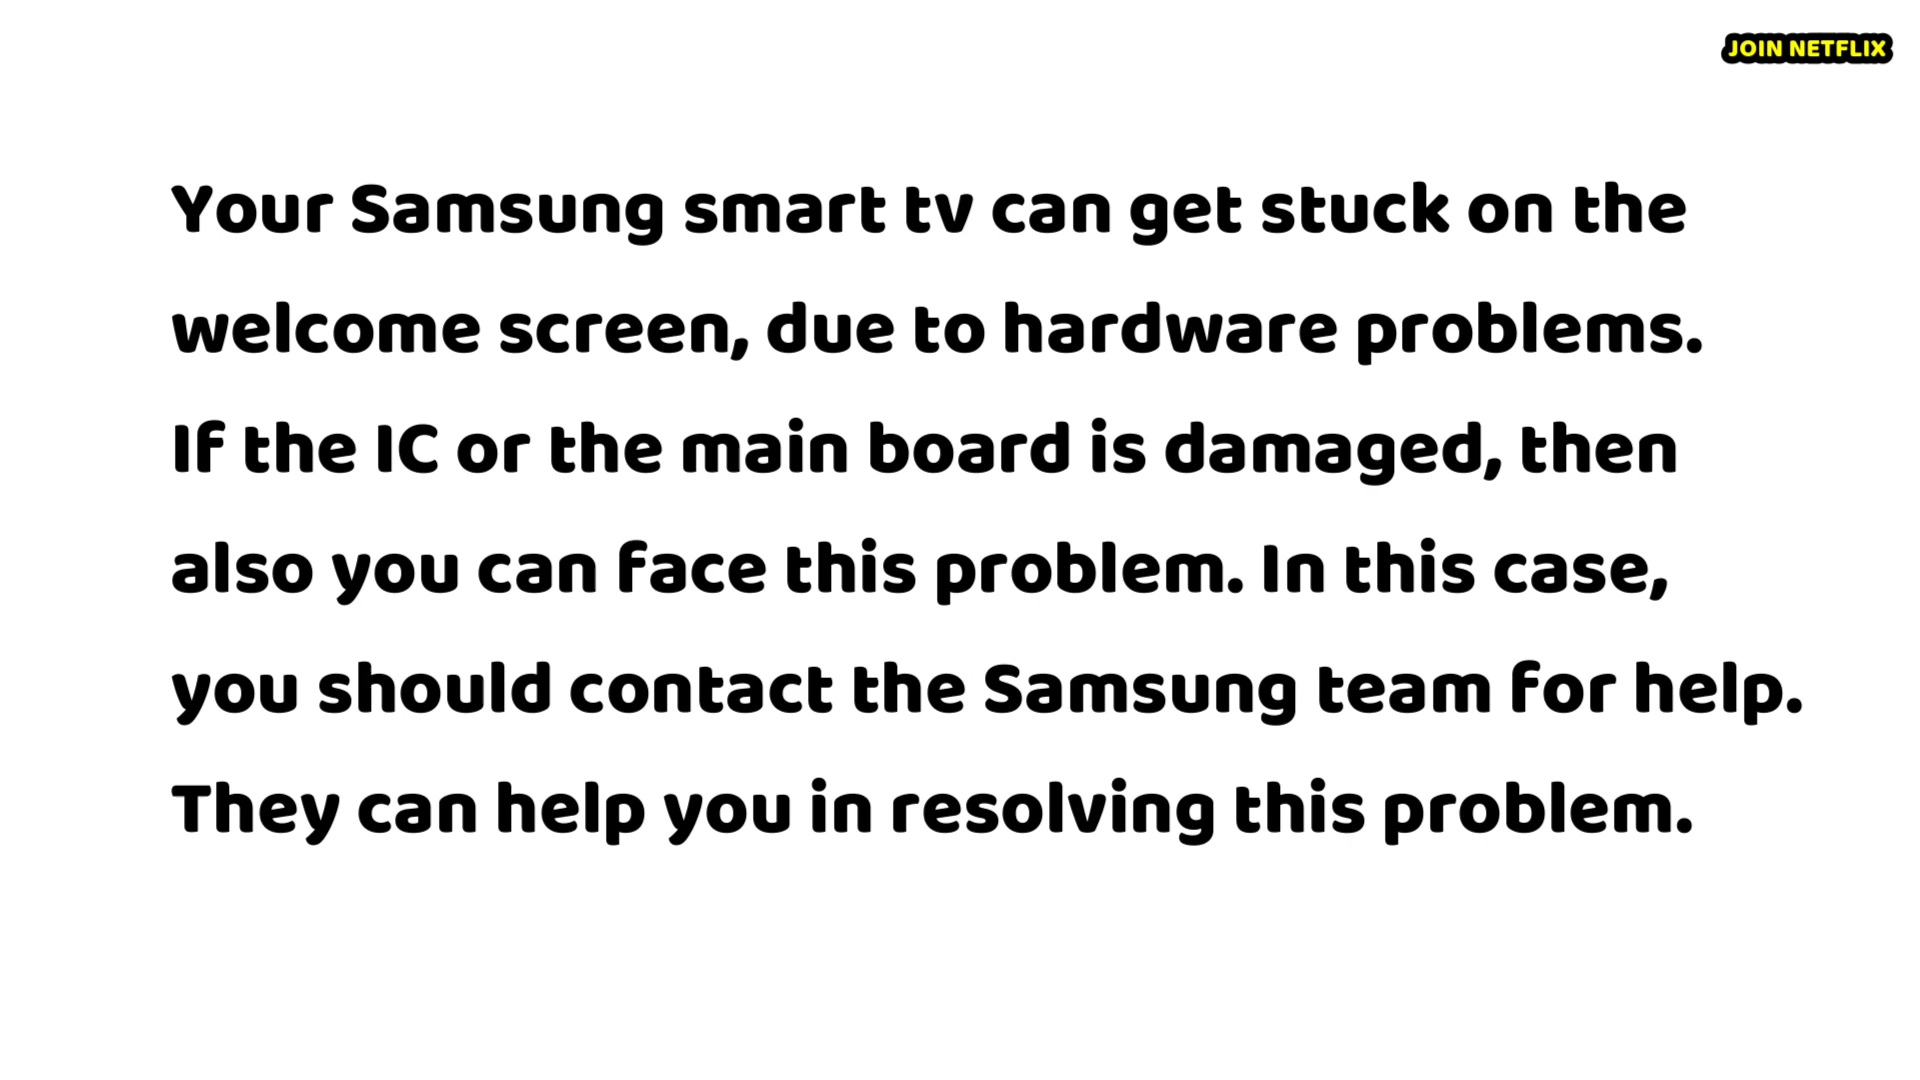 JOIN NETFLIX
Your Samsung smart tv can get stuck on the
welcome screen, due to hardware problems.
If the IC or the main board is damaged, then
also you can face this problem. In this case,
you should contact the Samsung team for help.
They can help you in resolving this problem.